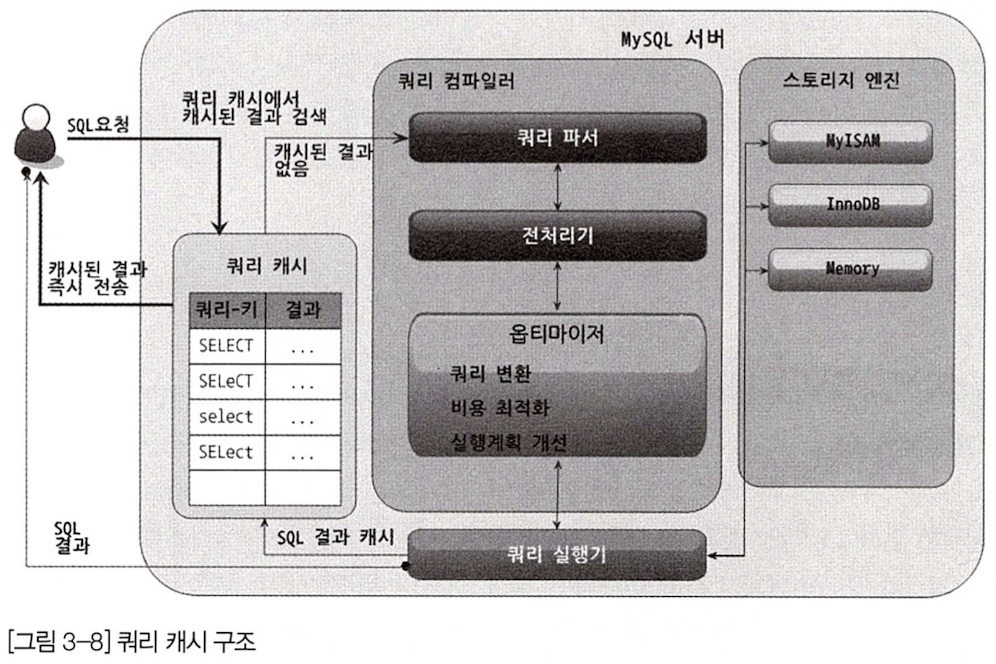 MySQL 서버
쿼리 컴파일러
스토리지 엔진
쿼리 캐시에서
캐시된 결과 검색
SQL요청
캐시된 결과
없음
쿼리 파서
MyISAM
InnoDB
전처리기
Memory
쿼리 캐시
캐시된 결과
즉시 전송
쿼리-키 결과
SELECT ...
SELeCT ...
select ...
SELect ...
옵티마이저
쿼리 변환
비용 최적화
실행계획 개선
SQL
결과
SQL 결과 캐시
쿼리 실행기
[그림 3-8] 쿼리 캐시 구조